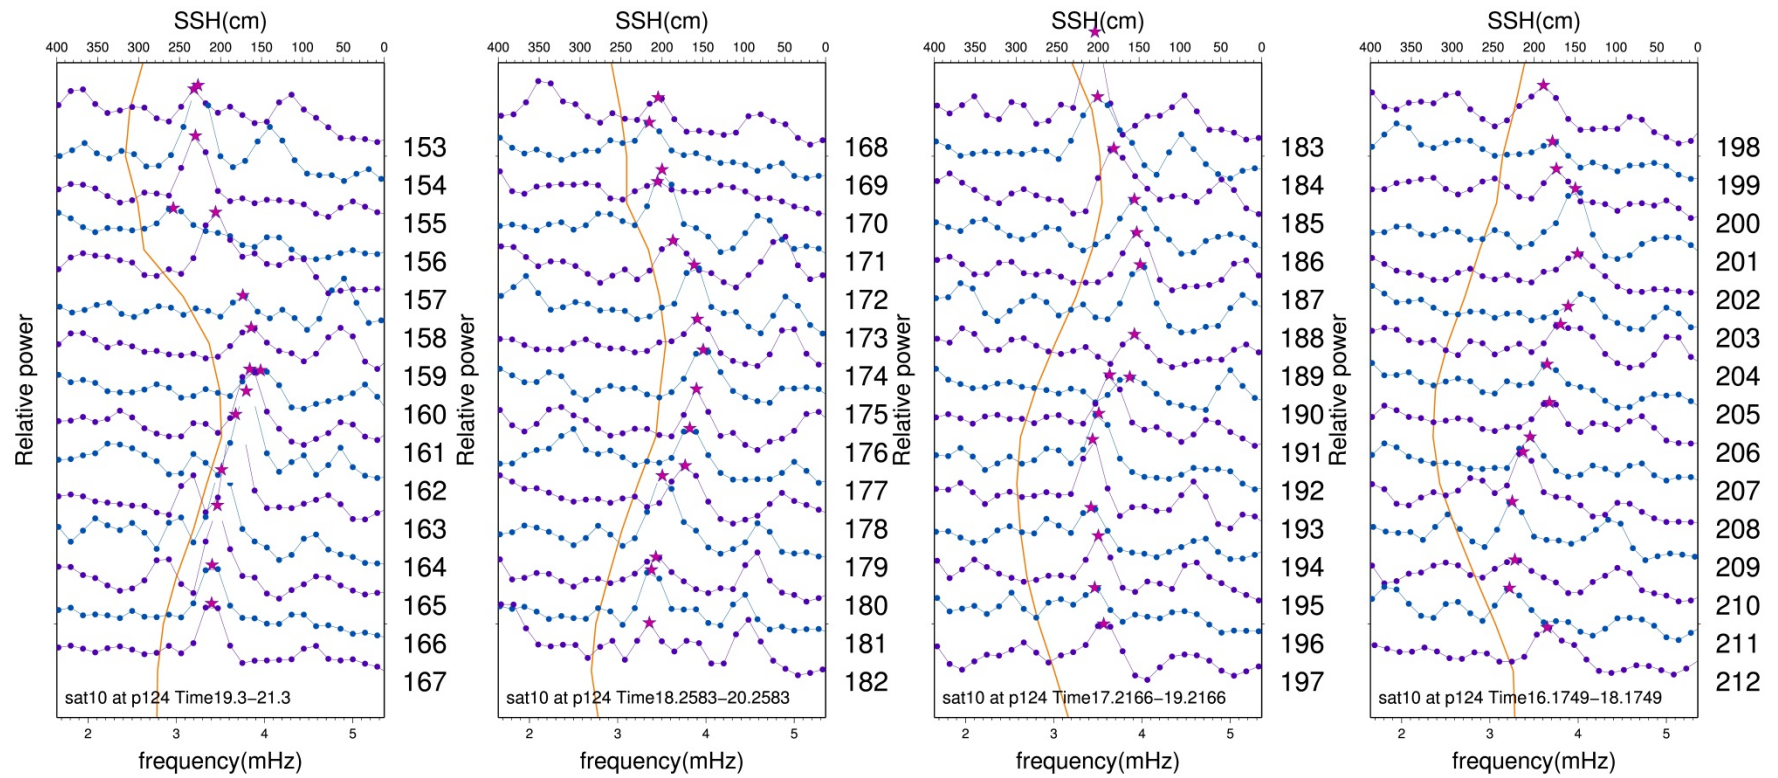 SSH(cm) SSH(cm) SSH(cm) SSH(cm)
400 350 300 250 200 150 100 50 0 400 350 300 250 200 150 100 50 0 400 350 300 250 200 150 100 50 0 400 350 300 250 200 150 100 50 0
153 168 183 198
154 169 184 199
155 170 185 200
156 171 186 201
157 172 187 202
158 173 188 203
159 174 189 204
160 175 190 205
161 176 191 206
162 177 192 207
163 178 193 208
164 179 194 209
165 180 195 210
166 181 196 211
167 182 197 212
Relative power Relative power Relative power Relative power
sat10 at p124 Time19.3−21.3 sat10 at p124 Time18.2583−20.2583 sat10 at p124 Time17.2166−19.2166 sat10 at p124 Time16.1749−18.1749
2 3 4 5 2 3 4 5 2 3 4 5 2 3 4 5
frequency(mHz) frequency(mHz) frequency(mHz) frequency(mHz)